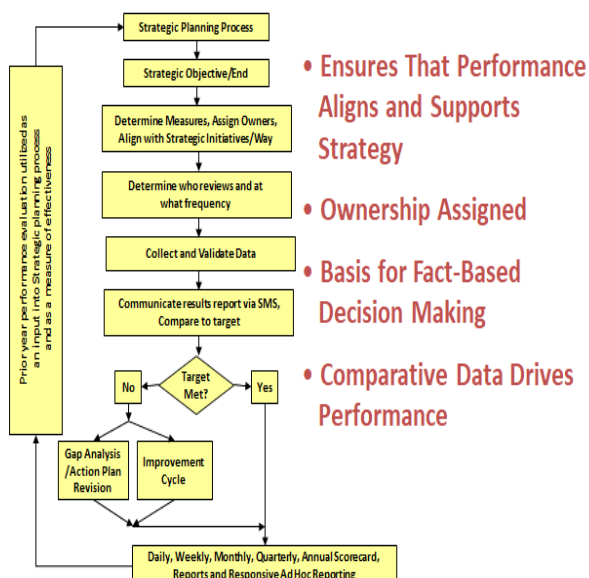 Strategic Planning Process
Strategic Objective/End
Determine Measures, Assign Owners,
Align with Strategic Initiatives/Way
Determine who reviews and at
what frequency
Collect and Validate Data
Communicate results report via SMS,
Compare to target
Target
Met?
No
Yes
Gap Analysis
/Action Plan
Revision
Improvement
Cycle
Daily, Weekly, Monthly, Quarterly, Annual Scorecard,
Reports and Responsive Ad Hoc Reporting
Prior year performance evaluation utilized as
an input into Strategic planning process
and as a measure of effectiveness
• Ensures That Performance
Aligns and Supports
Strategy
• Ownership Assigned
• Basis for Fact-Based
Decision Making
• Comparative Data Drives
Performance